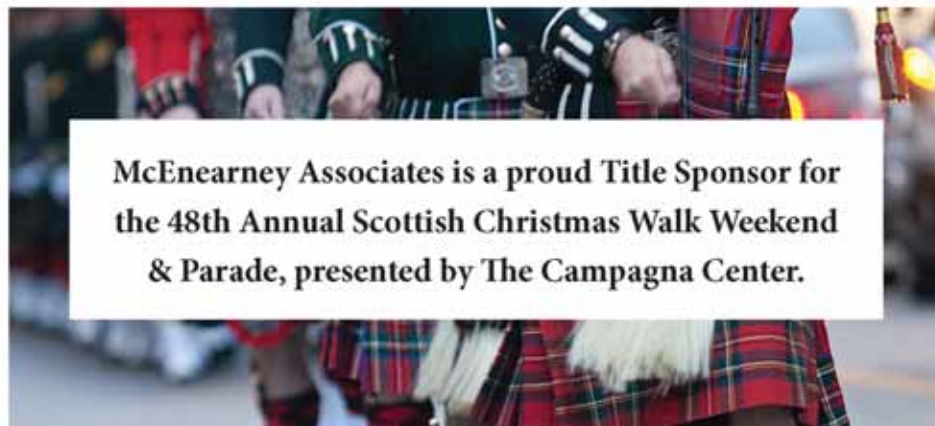 McEnearney Associates is a proud Title Sponsor for
the 48th Annual Scottish Christmas Walk Weekend
& Parade, presented by The Campagna Center.